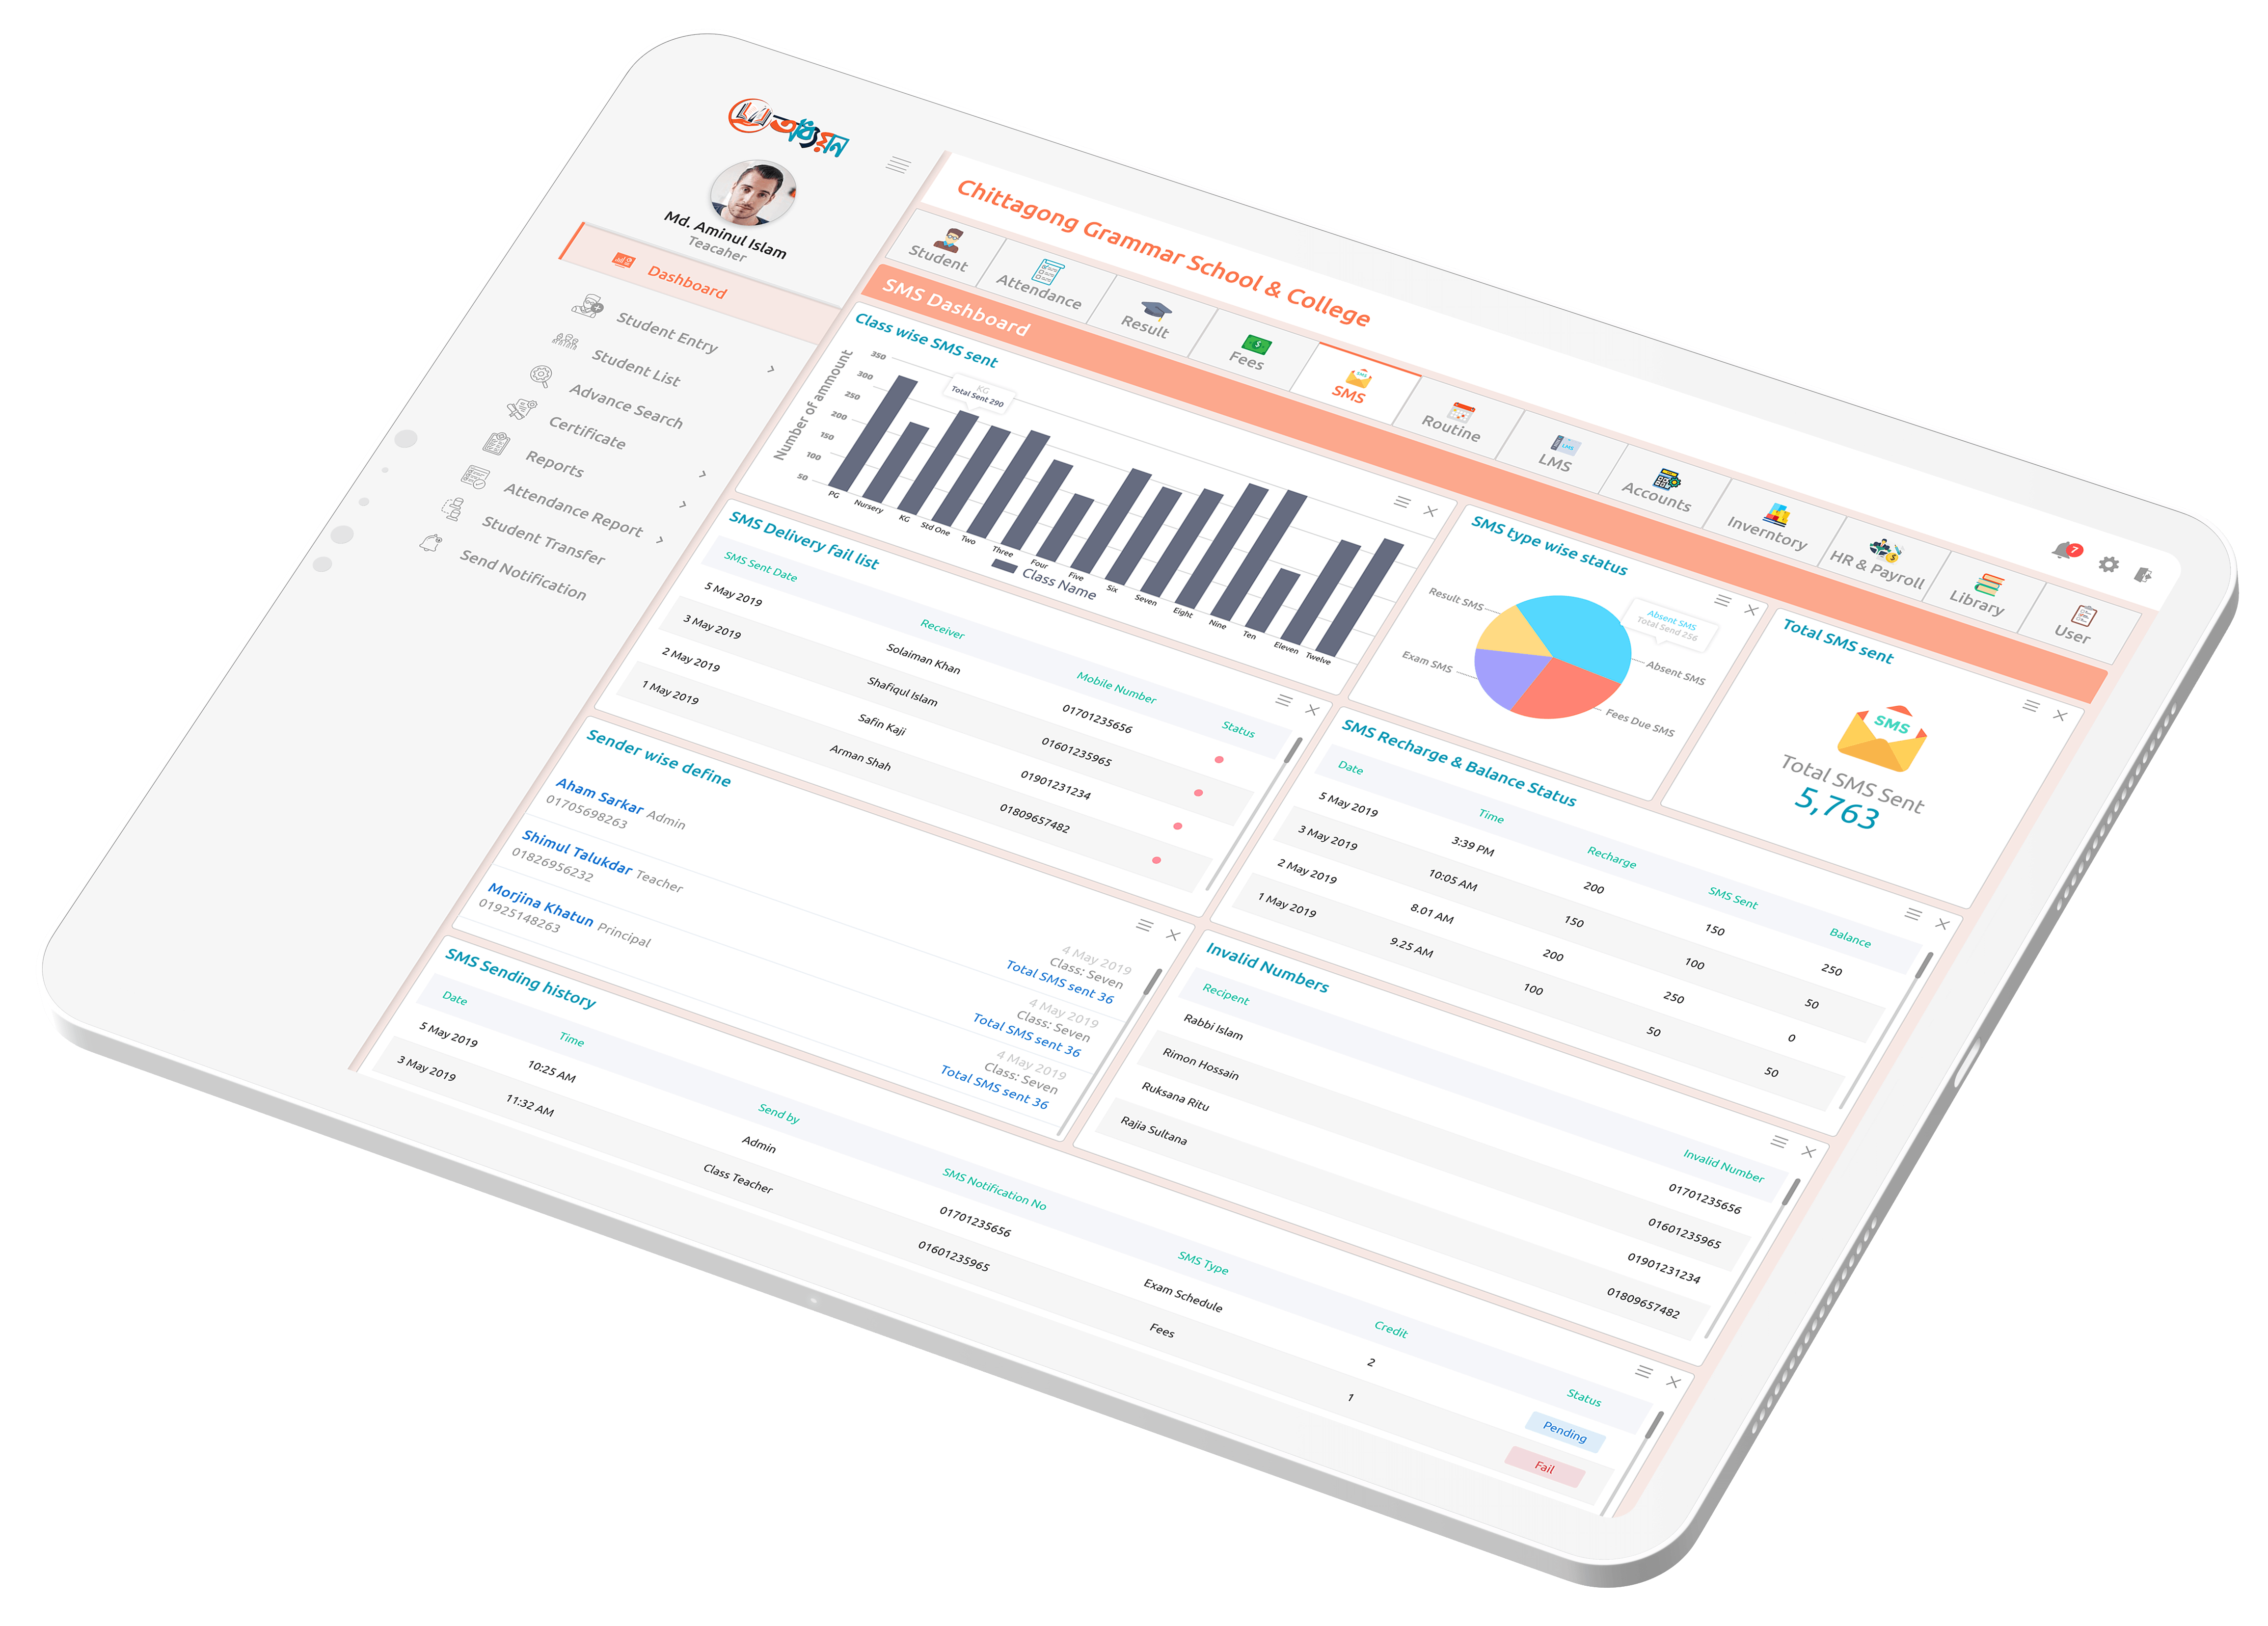 অধ্যয়ন
Md. Aminul Islam
Teacaher
Dashboard
Student Entry
Student List
Advance Search
Certificate
Reports
Attendance Report
Student Transfer
Send Notification
Chittagong Grammar School & College
7
Student
Attendance
Result
Fees
SMS
SMS
Routine
LMS
LMS
Accounts
Inverntory
HR & Payroll
Library
User
SMS Dashboard
Class wise SMS sent
Number of ammount
350
300
250
200
150
100
50
KG
Total Sent 290
PG
Nursery
KG
Std One
Two
Three
Four
Five
Six
Seven
Eight
Nine
Ten
Eleven
Twelve
Class Name
SMS type wise status
Result SMS
Exam SMS
Absent SMS
Total Send 256
Absent SMS
Fees Due SMS
Total SMS sent
SMS
Total SMS Sent
5,763
SMS Delivery fail list
SMS Sent Date Receiver Mobile Number Status
5 May 2019 Solaiman Khan 01701235656
3 May 2019 Shafiqul Islam 01601235965
2 May 2019 Safin Kaji 01901231234
1 May 2019 Arman Shah 01809657482
SMS Recharge & Balance Status
Date Time Recharge SMS Sent Balance
5 May 2019 3:39 PM 200 150 250
3 May 2019 10:05 AM 150 100 50
2 May 2019 8.01 AM 200 250 0
1 May 2019 9.25 AM 100 50 50
Sender wise define
Aham Sarkar Admin
01705698263
4 May 2019
Class: Seven
Total SMS sent 36
Shimul Talukdar Teacher
01826956232
4 May 2019
Class: Seven
Total SMS sent 36
Morjina Khatun Principal
01925148263
4 May 2019
Class: Seven
Total SMS sent 36
Invalid Numbers
Recipent Invalid Number
Rabbi Islam 01701235656
Rimon Hossain 01601235965
Ruksana Ritu 01901231234
Rajia Sultana 01809657482
SMS Sending history
Date Time Send by SMS Notification No SMS Type Credit Status
5 May 2019 10:25 AM Admin 01701235656 Exam Schedule 2 Pending
3 May 2019 11:32 AM Class Teacher 01601235965 Fees 1 Fail